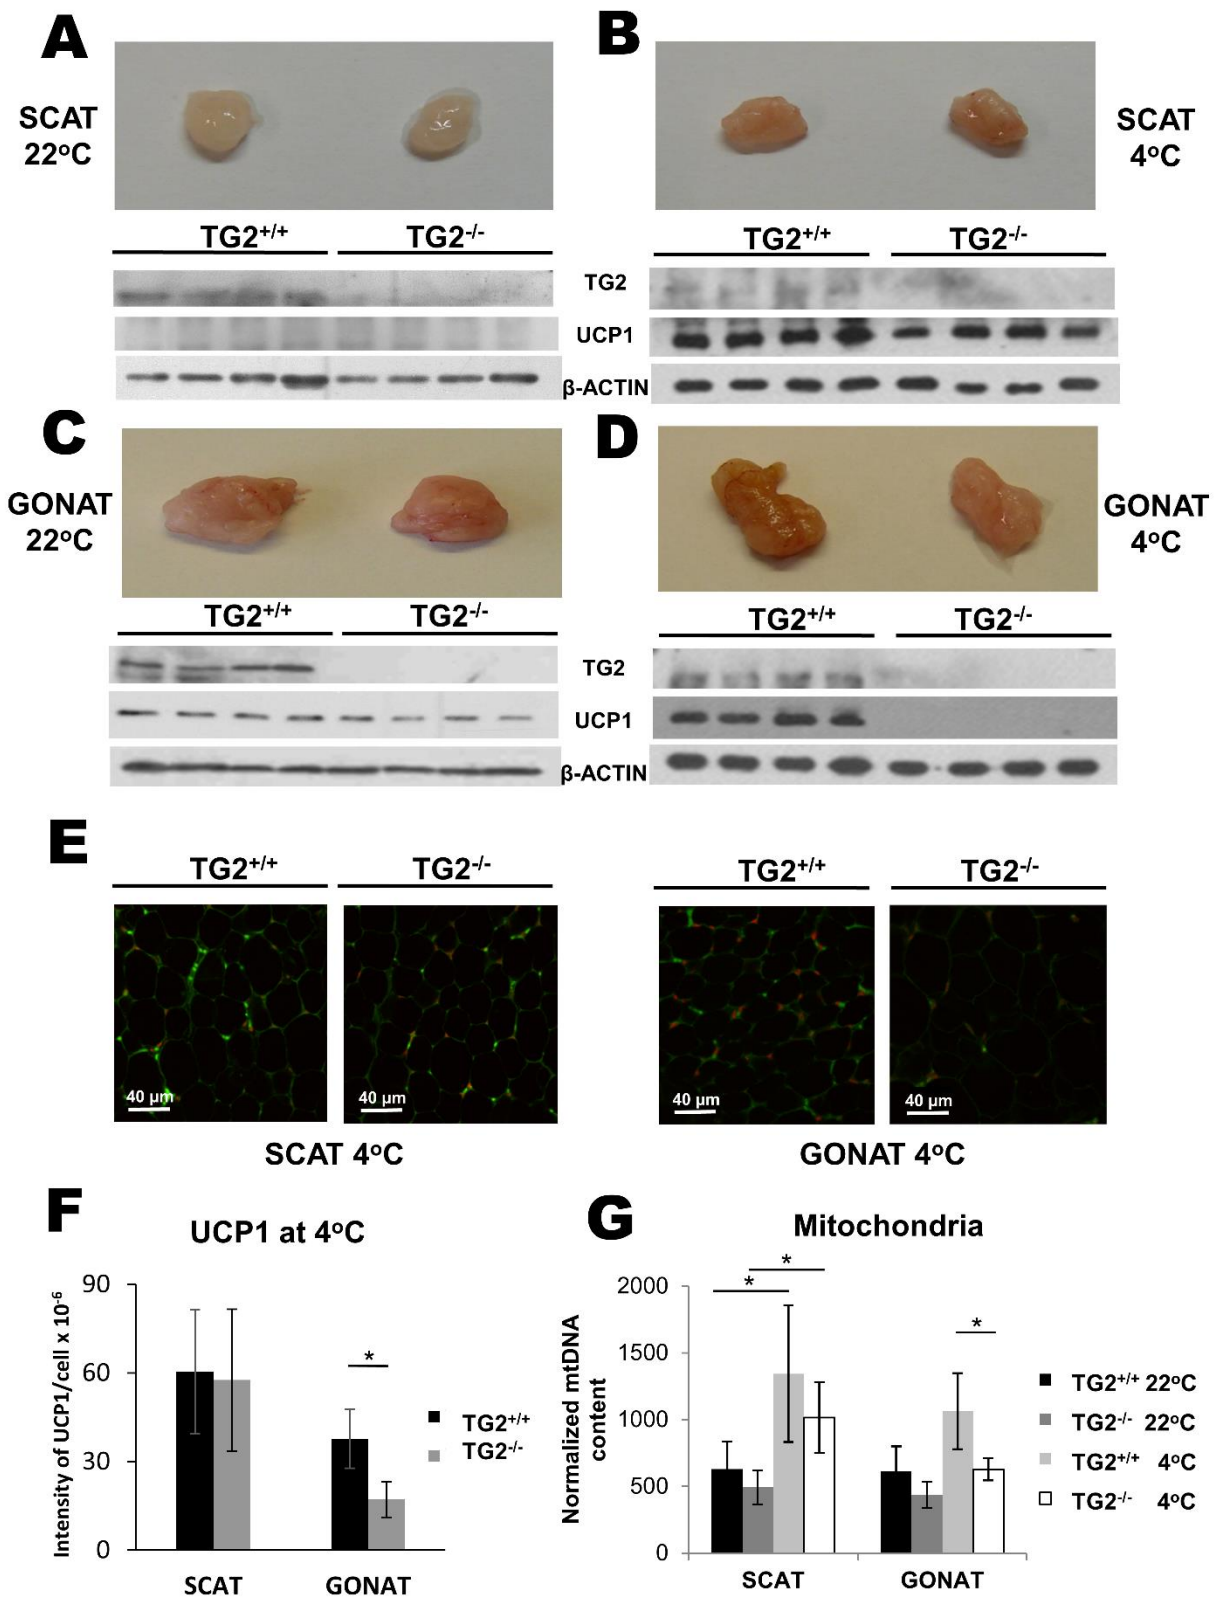 A
B
SCAT
22°C
SCAT
4°C
TG2+/+
TG2-/-
TG2+/+
TG2-/-
TG2
UCP1
β-ACTIN
C
D
GONAT
22°C
GONAT
4°C
TG2+/+
TG2-/-
TG2+/+
TG2-/-
TG2
UCP1
β-ACTIN
E
TG2+/+
TG2-/-
TG2+/+
TG2-/-
40 µm
40 µm
40 µm
40 µm
SCAT 4°C
GONAT 4°C
F
UCP1 at 4°C
Intensity of UCP1/cell x 10-6
90
60
30
0
*
TG2+/+
TG2-/-
SCAT
GONAT
G
Mitochondria
Normalized mtDNA
content
2000
1500
1000
500
0
*
*
*
TG2+/+ 22°C
TG2-/- 22°C
TG2+/+ 4°C
TG2-/- 4°C
SCAT
GONAT